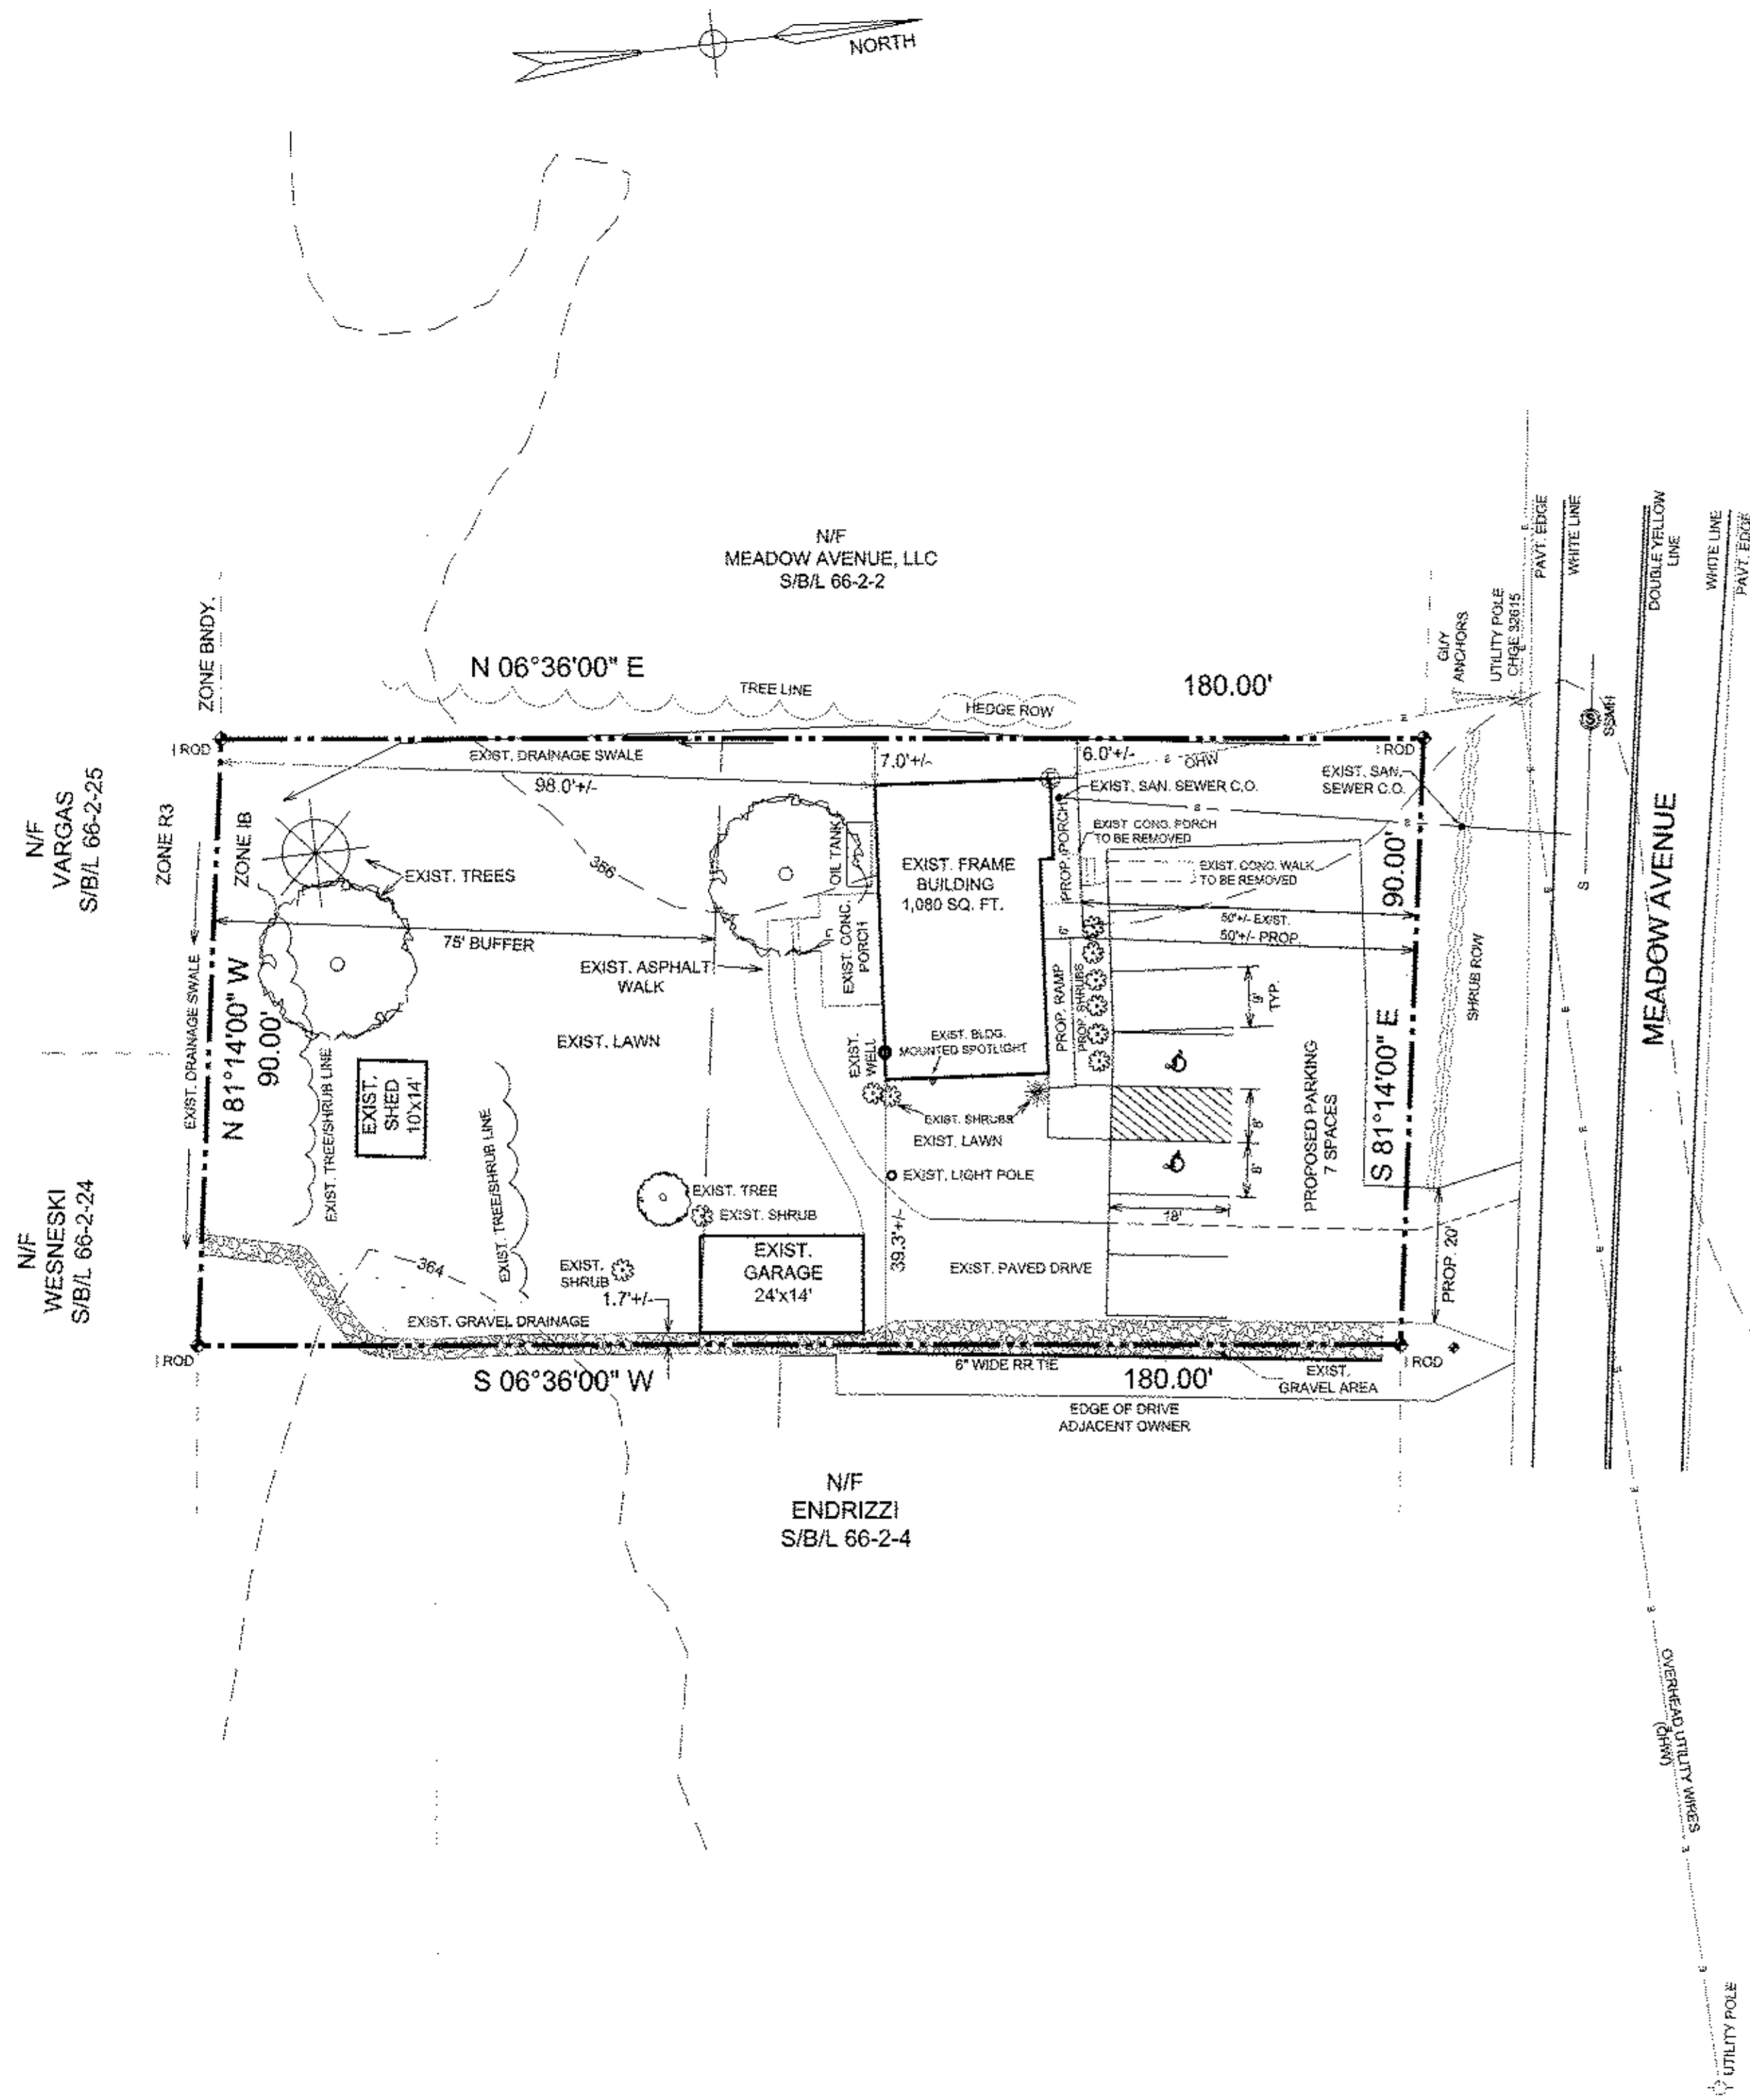 NORTH
N/F
MEADOW AVENUE, LLC
S/B/L 66-2-2
ZONE BNDY.
N 06°36'00" E
180.00'
TREE LINE
HEDGE ROW
GUY
ANCHORS
UTILITY POLE
CHGE 32615
PAVT. EDGE
WHITE LINE
DOUBLE YELLOW
LINE
WHITE LINE
PAVT. EDGE
SSMH
S
I ROD
I ROD
EXIST. DRAINAGE SWALE
98.0'+/-
7.0'+/-
6.0'+/-
OHW
EXIST. SAN. SEWER C.O.
EXIST. SAN.
SEWER C.O.
N/F
VARGAS
S/B/L 66-2-25
ZONE R3
ZONE IB
EXIST. TREES
366
OIL TANK
EXIST. FRAME
BUILDING
1,080 SQ. FT.
PROP. PORCH
EXIST CONC. PORCH
TO BE REMOVED
EXIST. CONC. WALK
TO BE REMOVED
90.00'
50'+/- EXIST.
50'+/- PROP.
75' BUFFER
EXIST. ASPHALT
WALK
EXIST. CONC.
PORCH
6'
PROP. RAMP
PROP. SHRUBS
9'
TYP.
SHRUB ROW
MEADOW AVENUE
EXIST. DRAINAGE SWALE
N 81°14'00" W
90.00'
EXIST. LAWN
EXIST.
WELL
EXIST. BLDG.
MOUNTED SPOTLIGHT
EXIST. TREE/SHRUB LINE
EXIST.
SHED
10'x14'
EXIST. TREE/SHRUB LINE
EXIST. SHRUBS
EXIST. LAWN
8'
8'
PROPOSED PARKING
7 SPACES
S 81°14'00" E
N/F
WESNESKI
S/B/L 66-2-24
EXIST. LIGHT POLE
EXIST. TREE
EXIST. SHRUB
18'
39.3'+/-
EXIST.
GARAGE
24'x14'
EXIST. PAVED DRIVE
PROP. 20'
364
EXIST.
SHRUB
1.7'+/-
EXIST. GRAVEL DRAINAGE
I ROD
S 06°36'00" W
6" WIDE RR TIE
180.00'
EXIST.
GRAVEL AREA
I ROD
EDGE OF DRIVE
ADJACENT OWNER
N/F
ENDRIZZI
S/B/L 66-2-4
OVERHEAD UTILITY WIRES
(OHW)
UTILITY POLE